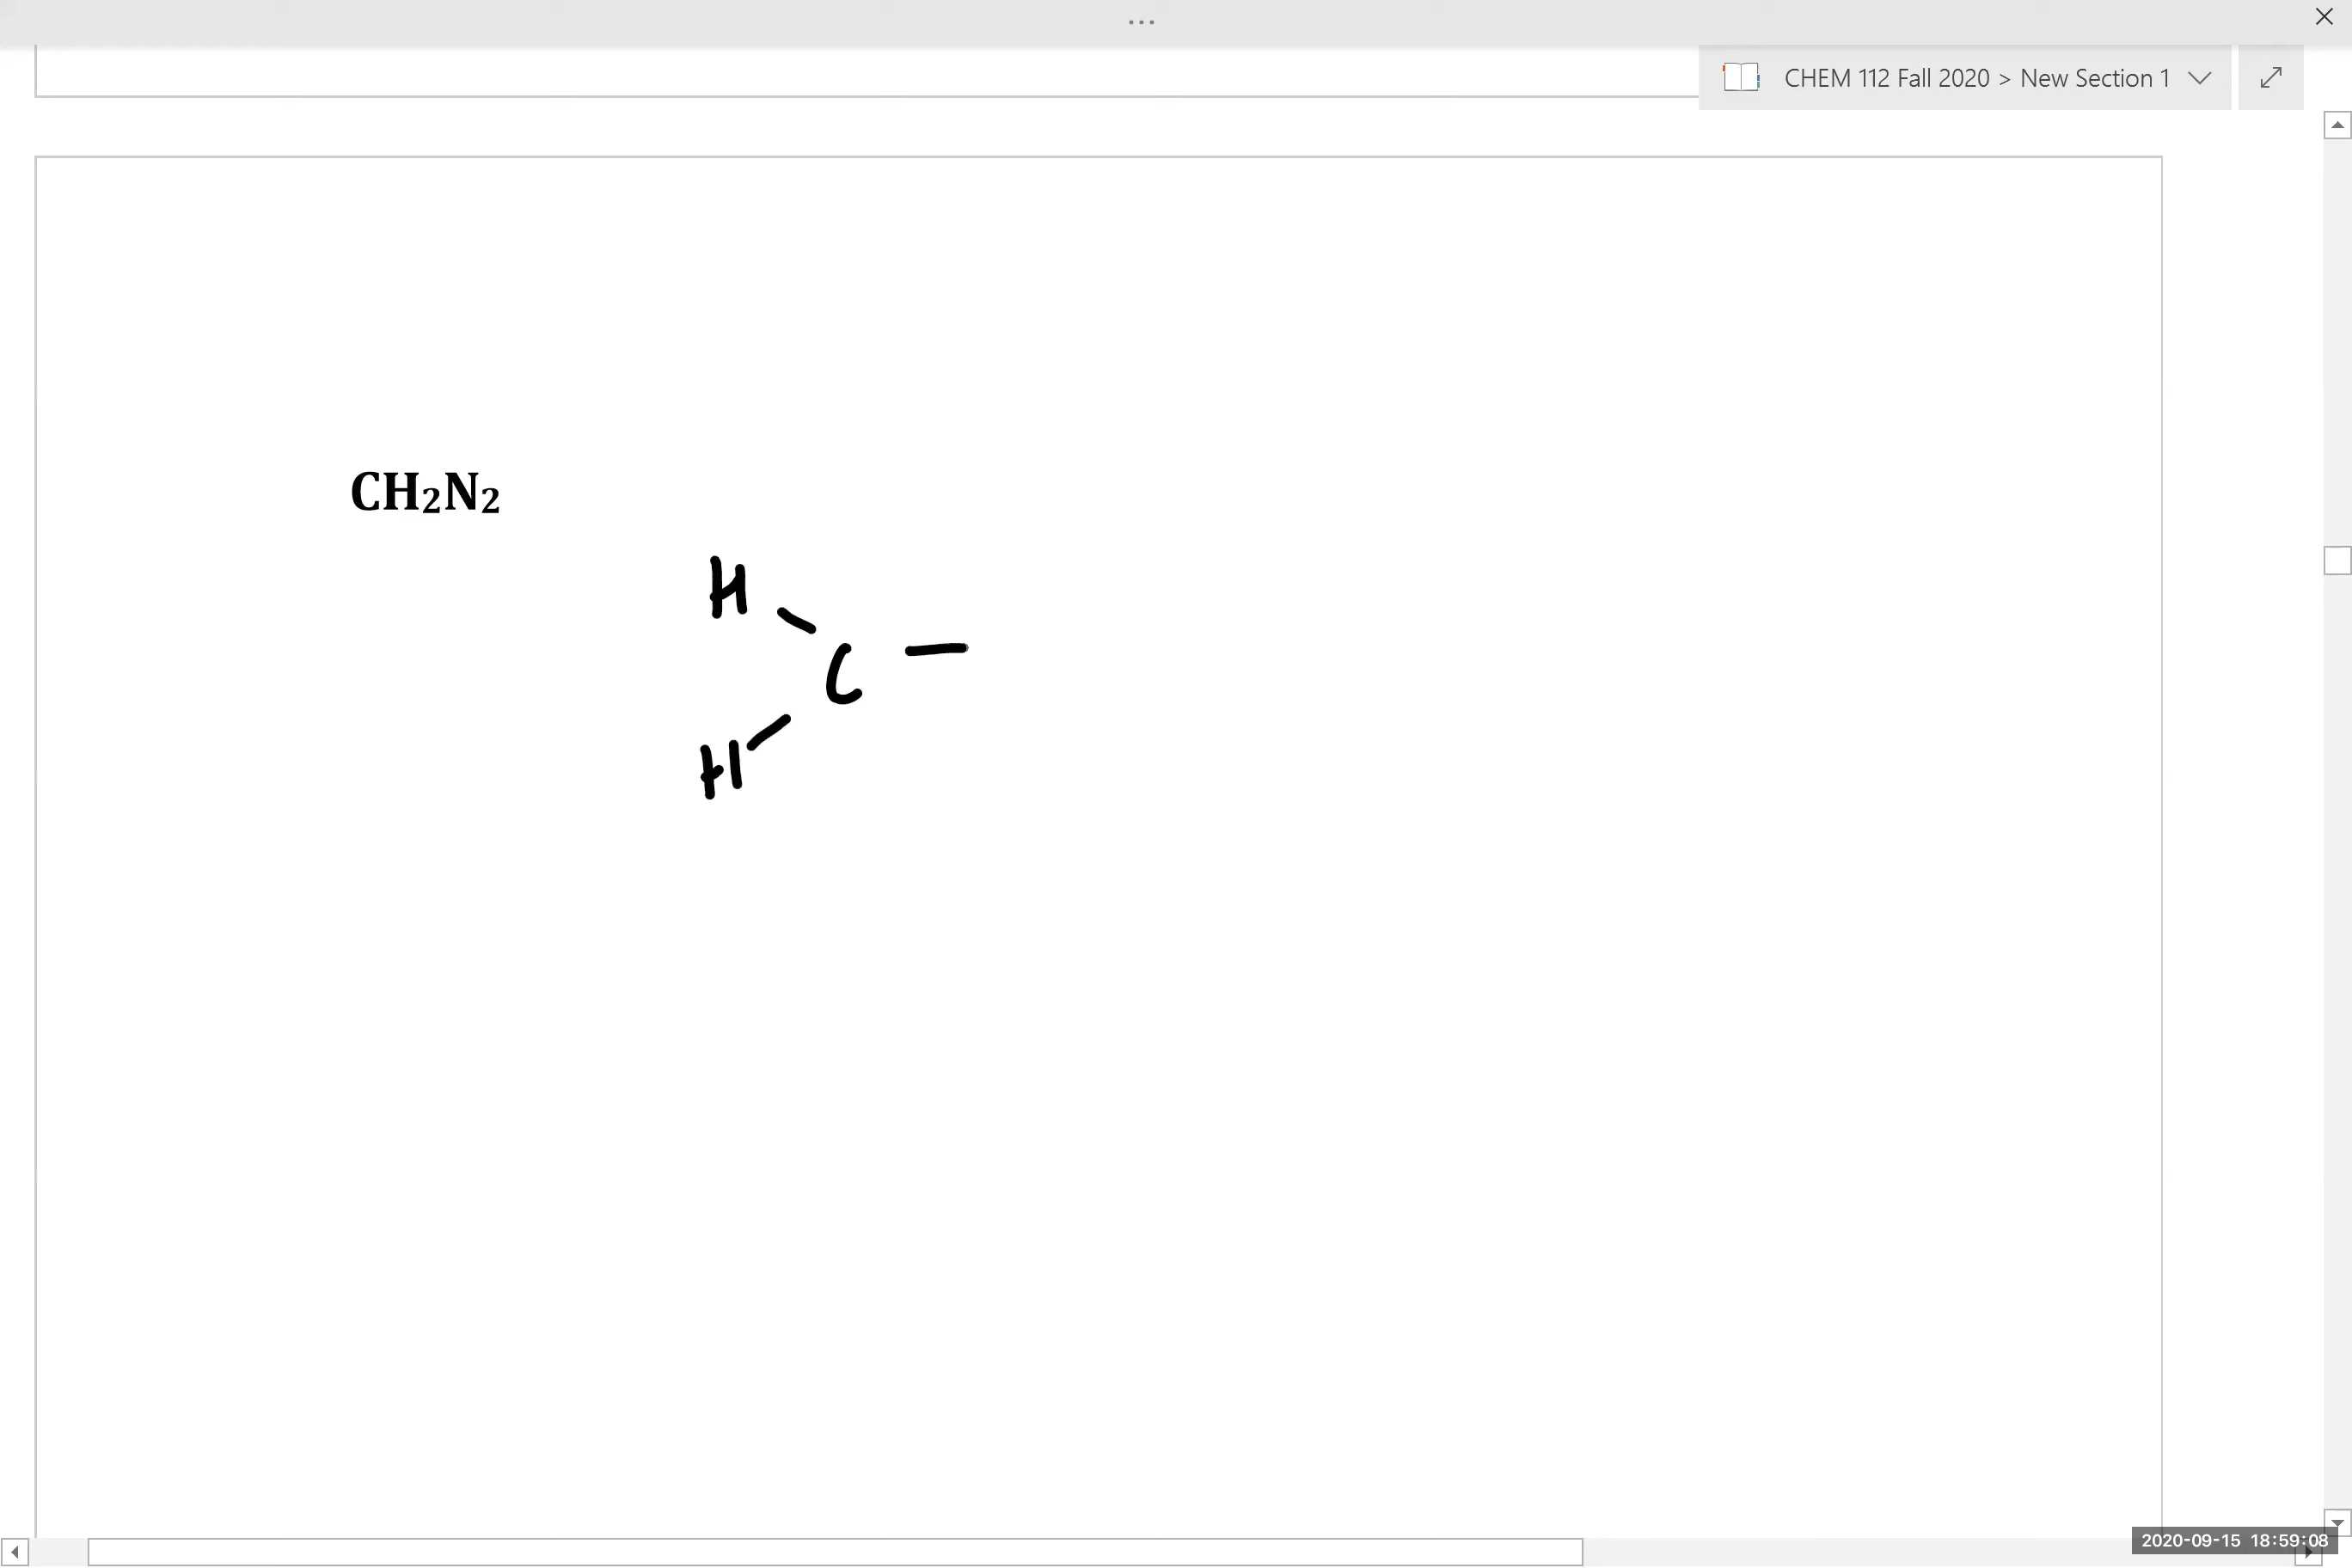 CHEM 112 Fall 2020 > New Section 1
CH₂N₂
H
C
H
2020-09-15 18:59:08